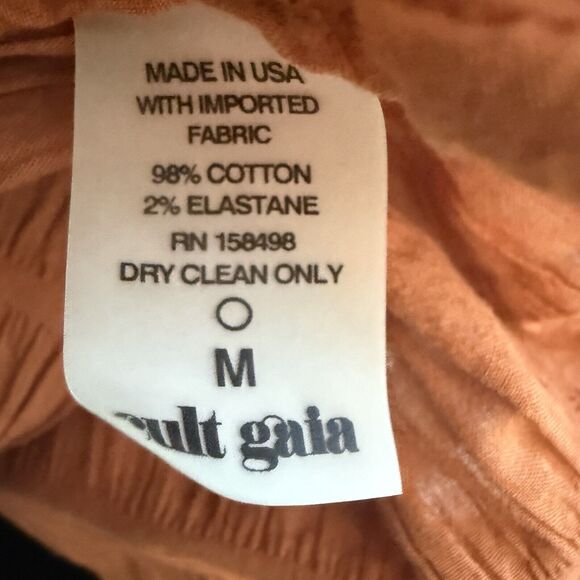 MADE IN USA
WITH IMPORTED
FABRIC
98% COTTON
2% ELASTANE
RN 158498
DRY CLEAN ONLY
M
cult gaia